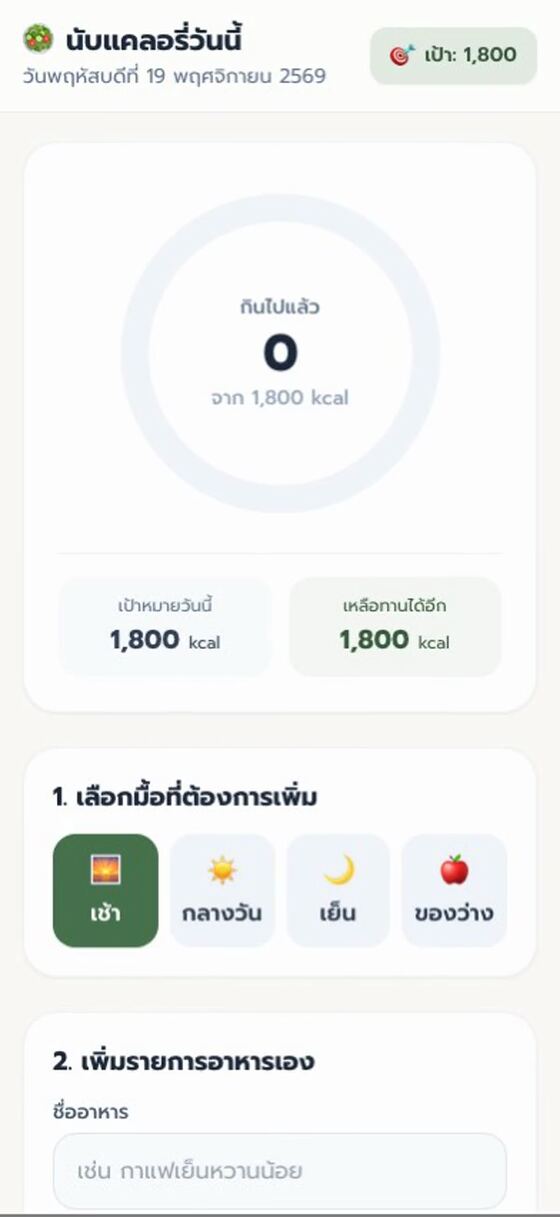 นับแคลอรี่วันนี้
วันพฤหัสบดีที่ 19 พฤศจิกายน 2569
เป้า: 1,800
กินไปแล้ว
0
จาก 1,800 kcal
เป้าหมายวันนี้
1,800 kcal
เหลือทานได้อีก
1,800 kcal
1. เลือกมื้อที่ต้องการเพิ่ม
เช้า
กลางวัน
เย็น
ของว่าง
2. เพิ่มรายการอาหารเอง
ชื่ออาหาร
เช่น กาแฟเย็นหวานน้อย